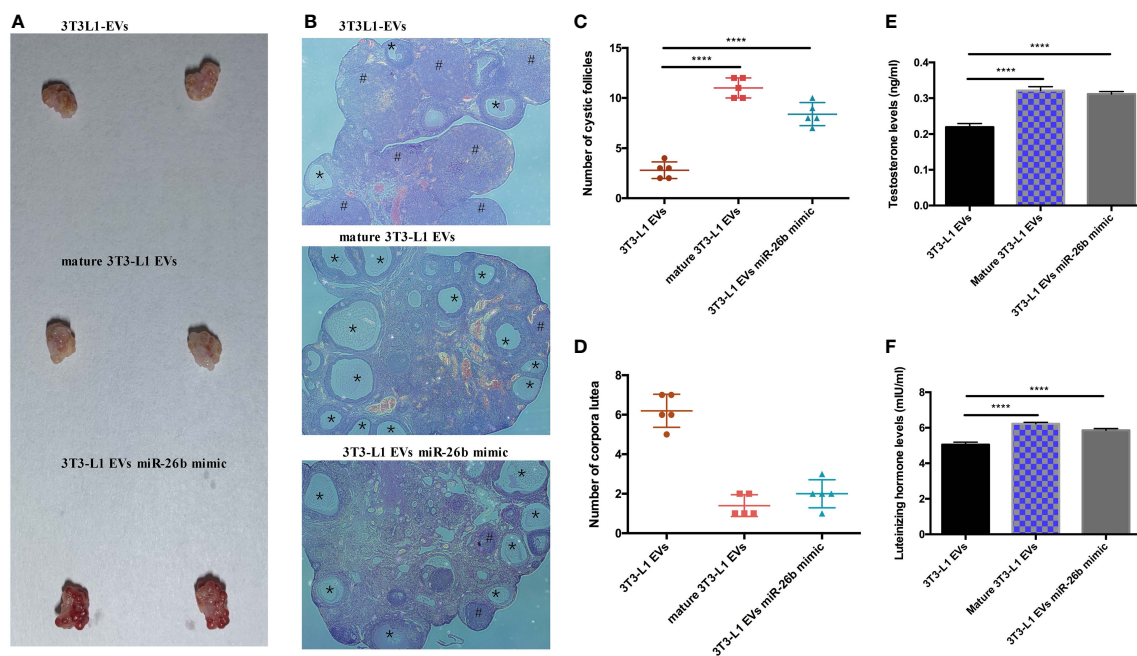 A
3T3L1-EVs
mature 3T3-L1 EVs
3T3-L1 EVs miR-26b mimic
B
3T3L1-EVs
* # # # * # # * # #
mature 3T3-L1 EVs
* * * * # * * * * * * * *
3T3-L1 EVs miR-26b mimic
* * # * * # *
C
****
****
Number of cystic follicles
15
10
5
0
3T3-L1 EVs
mature 3T3-L1 EVs
3T3-L1 EVs miR-26b mimic
D
Number of corpora lutea
8
6
4
2
0
3T3-L1 EVs
mature 3T3-L1 EVs
3T3-L1 EVs miR-26b mimic
E
****
****
Testosterone levels (ng/ml)
0.4
0.3
0.2
0.1
0.0
3T3-L1 EVs
Mature 3T3-L1 EVs
3T3-L1 EVs miR-26b mimic
F
****
****
Luteinizing hormone levels (mIU/ml)
8
6
4
2
0
3T3-L1 EVs
Mature 3T3-L1 EVs
3T3-L1 EVs miR-26b mimic